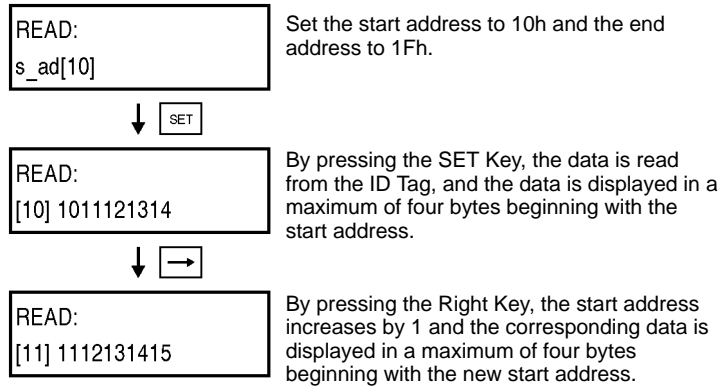 READ:
s_ad[10]
Set the start address to 10h and the end
address to 1Fh.
SET
READ:
[10] 1011121314
By pressing the SET Key, the data is read
from the ID Tag, and the data is displayed in a
maximum of four bytes beginning with the
start address.
READ:
[11] 1112131415
By pressing the Right Key, the start address
increases by 1 and the corresponding data is
displayed in a maximum of four bytes
beginning with the new start address.